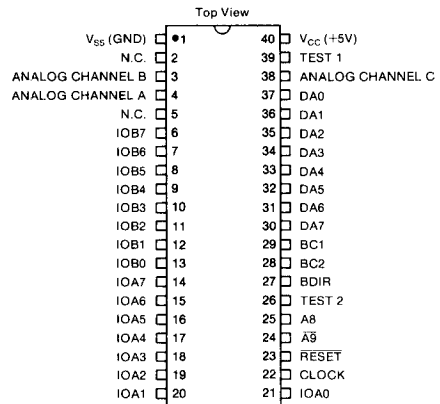 Top View
VSS (GND) 1 40 VCC (+5V)
N.C. 2 39 TEST 1
ANALOG CHANNEL B 3 38 ANALOG CHANNEL C
ANALOG CHANNEL A 4 37 DA0
N.C. 5 36 DA1
IOB7 6 35 DA2
IOB6 7 34 DA3
IOB5 8 33 DA4
IOB4 9 32 DA5
IOB3 10 31 DA6
IOB2 11 30 DA7
IOB1 12 29 BC1
IOB0 13 28 BC2
IOA7 14 27 BDIR
IOA6 15 26 TEST 2
IOA5 16 25 A8
IOA4 17 24 A̅9̅
IOA3 18 23 R̅E̅S̅E̅T̅
IOA2 19 22 CLOCK
IOA1 20 21 IOA0